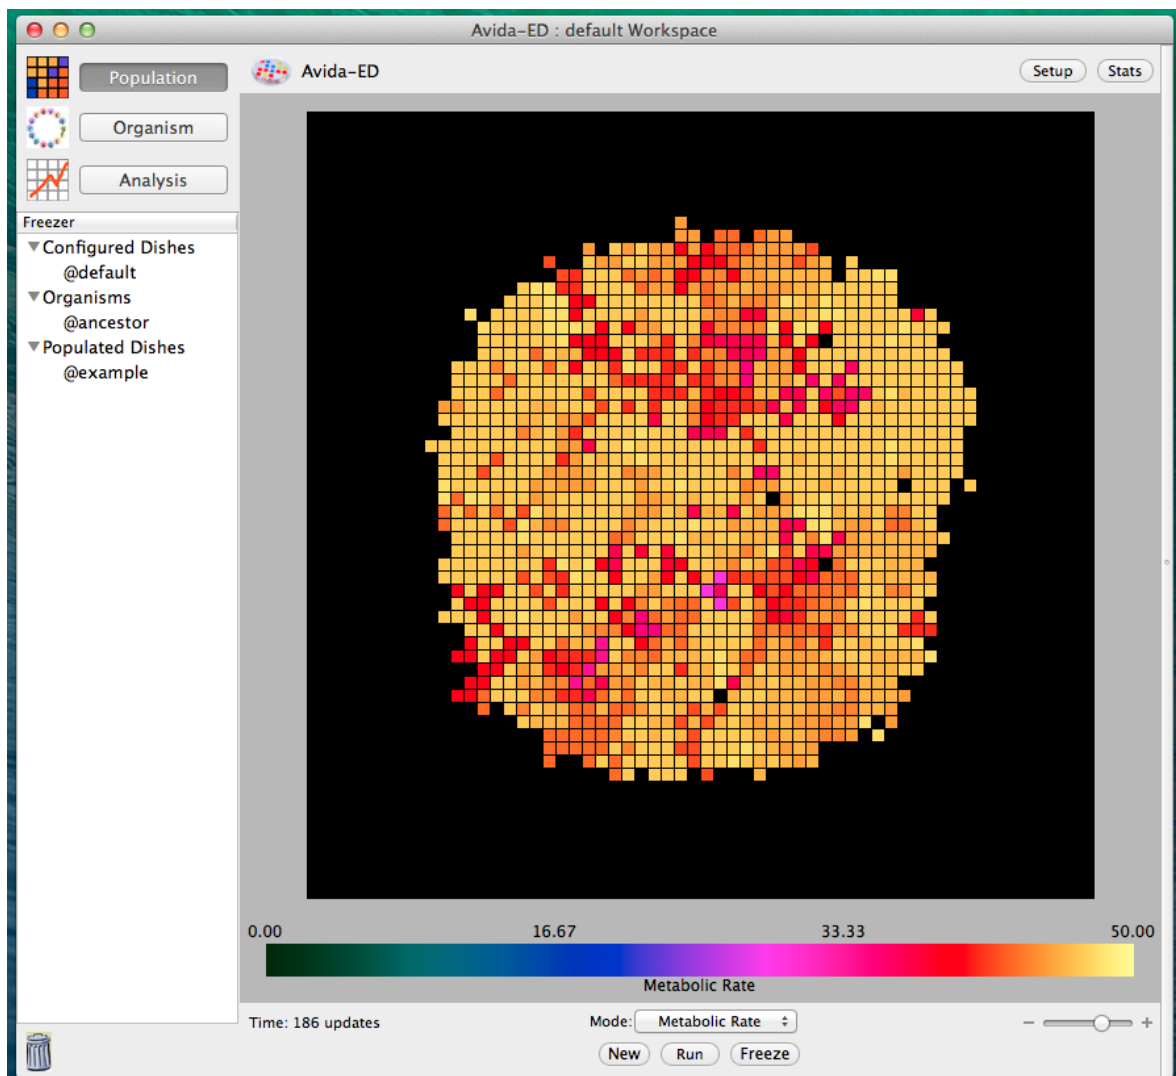 Avida-ED : default Workspace
Population
Organism
Analysis
Avida-ED
Setup
Stats
Freezer
Configured Dishes
@default
Organisms
@ancestor
Populated Dishes
@example
0.00 16.67 33.33 50.00
Metabolic Rate
Time: 186 updates
Mode: Metabolic Rate
− +
New Run Freeze